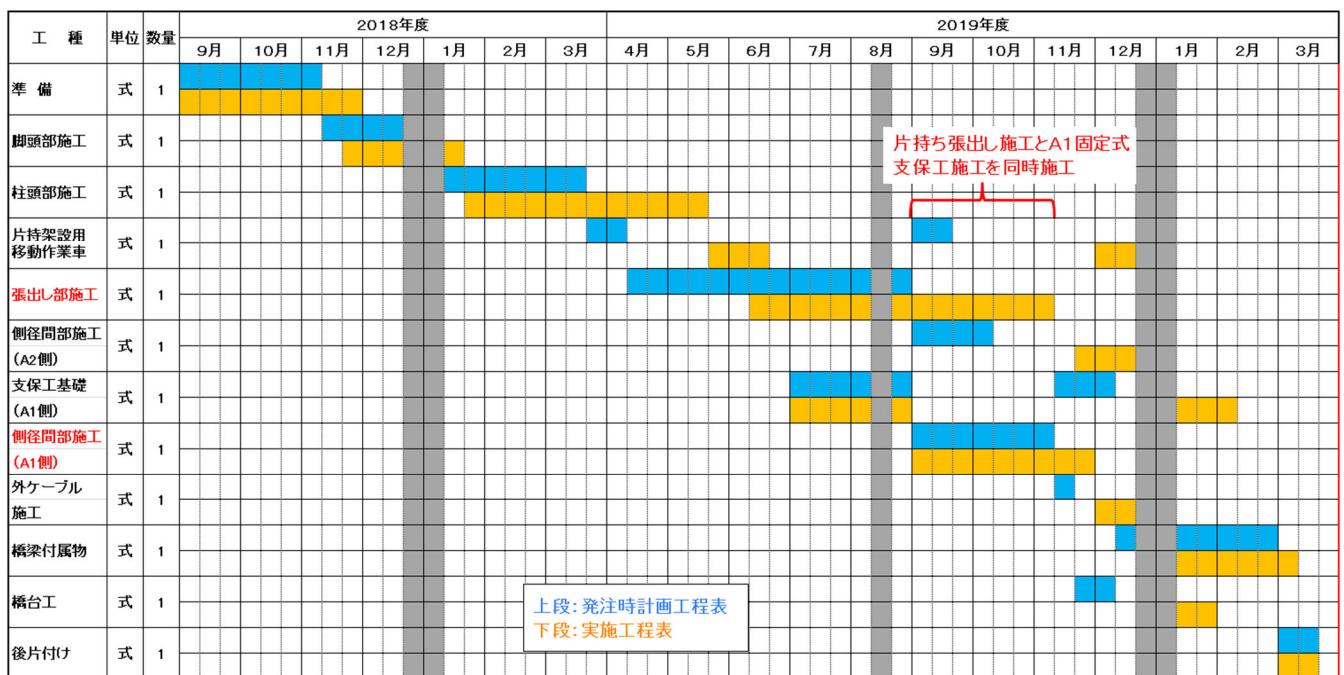 工　種 単位 数量 2018年度 2019年度
9月 10月 11月 12月 1月 2月 3月 4月 5月 6月 7月 8月 9月 10月 11月 12月 1月 2月 3月
準 備 式 1
脚頭部施工 式 1
片持ち張出し施工とA1固定式
支保工施工を同時施工
柱頭部施工 式 1
片持架設用
移動作業車 式 1
張出し部施工 式 1
側径間部施工
(A2側) 式 1
支保工基礎
(A1側) 式 1
側径間部施工
(A1側) 式 1
外ケーブル
施工 式 1
橋梁付属物 式 1
橋台工 式 1
上段：発注時計画工程表
下段：実施工程表
後片付け 式 1